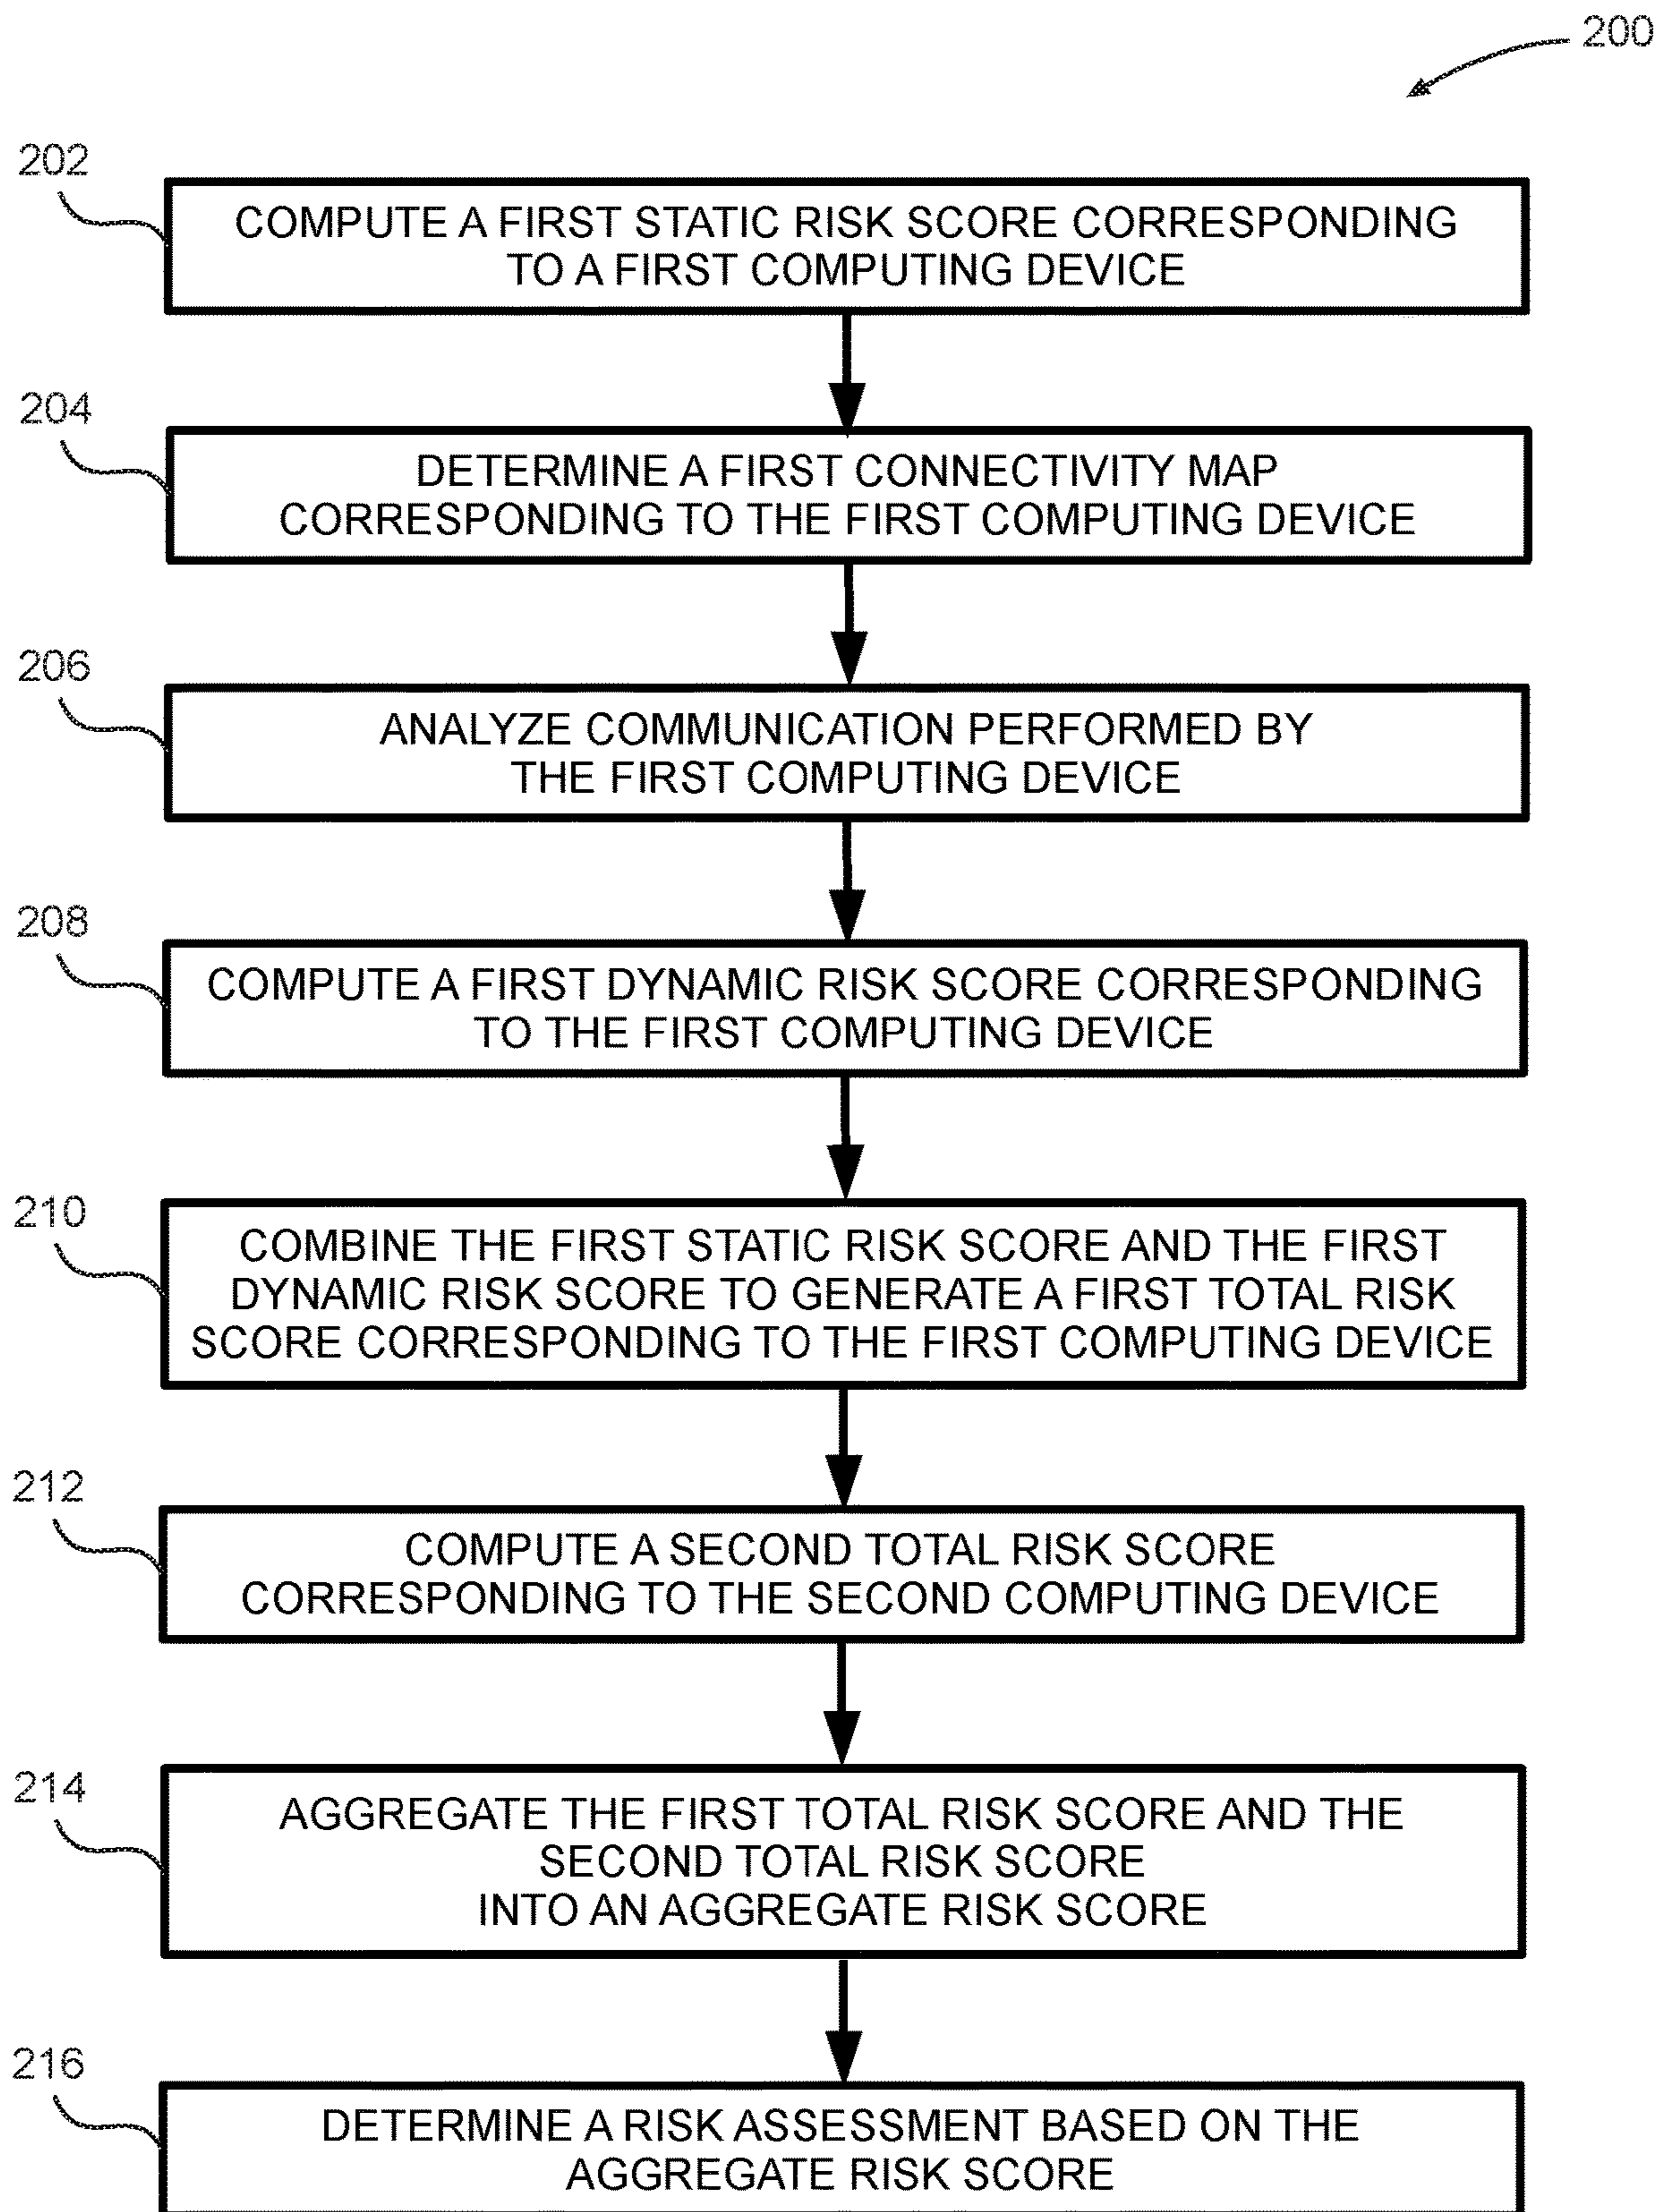 200
202
COMPUTE A FIRST STATIC RISK SCORE CORRESPONDING
TO A FIRST COMPUTING DEVICE
204
DETERMINE A FIRST CONNECTIVITY MAP
CORRESPONDING TO THE FIRST COMPUTING DEVICE
206
ANALYZE COMMUNICATION PERFORMED BY
THE FIRST COMPUTING DEVICE
208
COMPUTE A FIRST DYNAMIC RISK SCORE CORRESPONDING
TO THE FIRST COMPUTING DEVICE
210
COMBINE THE FIRST STATIC RISK SCORE AND THE FIRST
DYNAMIC RISK SCORE TO GENERATE A FIRST TOTAL RISK
SCORE CORRESPONDING TO THE FIRST COMPUTING DEVICE
212
COMPUTE A SECOND TOTAL RISK SCORE
CORRESPONDING TO THE SECOND COMPUTING DEVICE
214
AGGREGATE THE FIRST TOTAL RISK SCORE AND THE
SECOND TOTAL RISK SCORE
INTO AN AGGREGATE RISK SCORE
216
DETERMINE A RISK ASSESSMENT BASED ON THE
AGGREGATE RISK SCORE